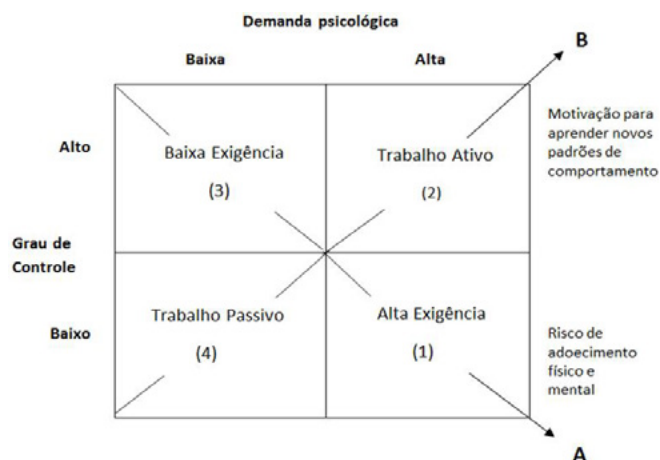 Demanda psicológica
B
Baixa
Alta
Motivação para
aprender novos
padrões de
comportamento
Alto
Baixa Exigência
(3)
Trabalho Ativo
(2)
Grau de
Controle
Baixo
Trabalho Passivo
(4)
Alta Exigência
(1)
Risco de
adoecimento
físico e
mental
A